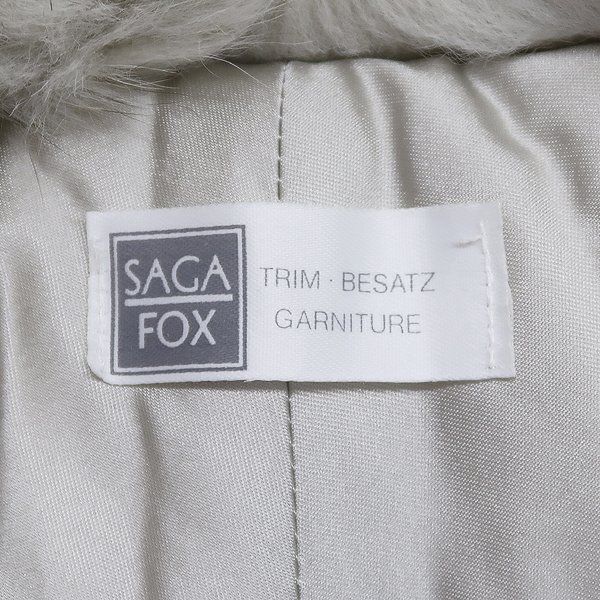 SAGA
FOX
TRIM · BESATZ
GARNITURE